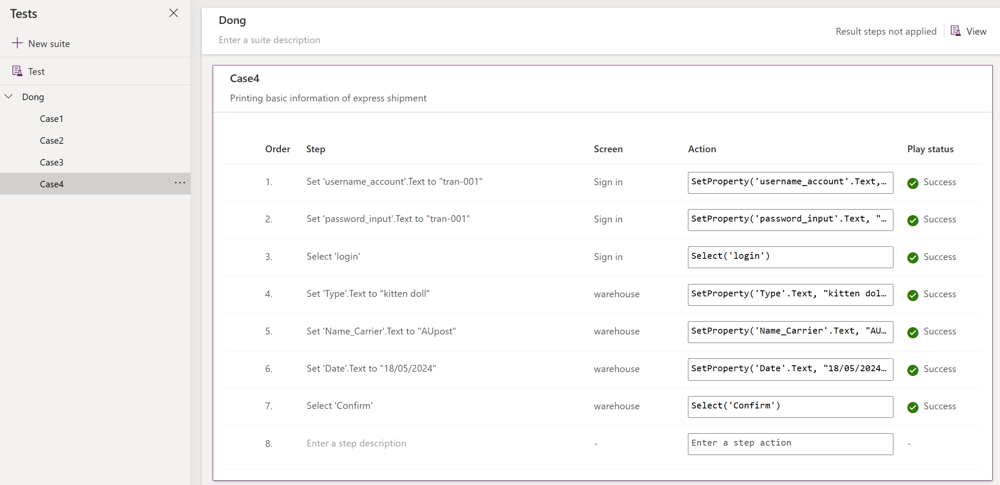 Tests
New suite
Test
Dong
Case1
Case2
Case3
Case4
Dong
Enter a suite description
Result steps not applied
View
Case4
Printing basic information of express shipment
Order Step Screen Action Play status
1. Set 'username_account'.Text to "tran-001" Sign in SetProperty('username_account'.Text,… Success
2. Set 'password_input'.Text to "tran-001" Sign in SetProperty('password_input'.Text, "… Success
3. Select 'login' Sign in Select('login') Success
4. Set 'Type'.Text to "kitten doll" warehouse SetProperty('Type'.Text, "kitten dol… Success
5. Set 'Name_Carrier'.Text to "AUpost" warehouse SetProperty('Name_Carrier'.Text, "AU… Success
6. Set 'Date'.Text to "18/05/2024" warehouse SetProperty('Date'.Text, "18/05/2024… Success
7. Select 'Confirm' warehouse Select('Confirm') Success
8. Enter a step description - Enter a step action -